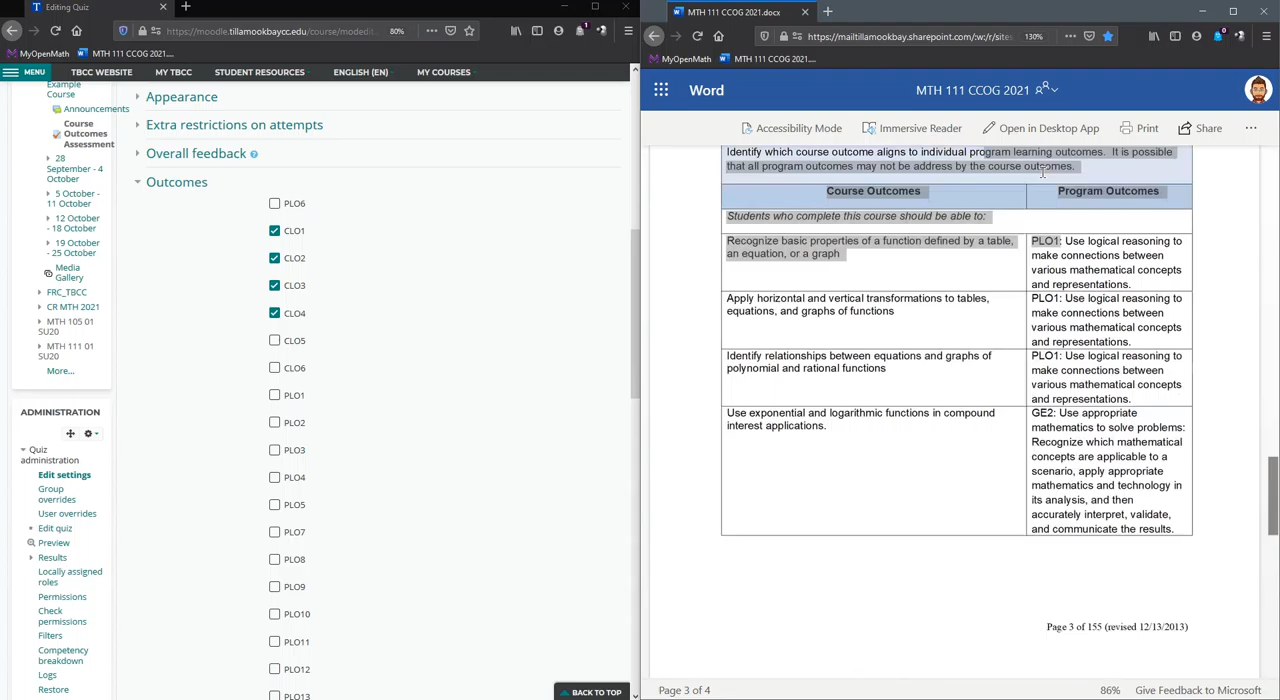 Editing Quiz
https://moodle.tillamookbaycc.edu/course/modedi
80%
MyOpenMath
MTH 111 CCOG 2021....
MENU
TBCC WEBSITE
MY TBCC
STUDENT RESOURCES
ENGLISH (EN)
MY COURSES
Example
Course
Announcements
Course
Outcomes
Assessment
28
September - 4
October
5 October -
11 October
12 October
- 18 October
19 October
- 25 October
Media
Gallery
FRC_TBCC
CR MTH 2021
MTH 105 01
SU20
MTH 111 01
SU20
More...
ADMINISTRATION
Quiz
administration
Edit settings
Group
overrides
User overrides
Edit quiz
Preview
Results
Locally assigned
roles
Permissions
Check
permissions
Filters
Competency
breakdown
Logs
Restore
Appearance
Extra restrictions on attempts
Overall feedback
Outcomes
PLO6
CLO1
CLO2
CLO3
CLO4
CLO5
CLO6
PLO1
PLO2
PLO3
PLO4
PLO5
PLO7
PLO8
PLO9
PLO10
PLO11
PLO12
PLO13
BACK TO TOP
MTH 111 CCOG 2021.docx
https://mailtillamookbay.sharepoint.com/:w:/r/sites
130%
MyOpenMath
MTH 111 CCOG 2021....
Word
MTH 111 CCOG 2021
Accessibility Mode
Immersive Reader
Open in Desktop App
Print
Share
Identify which course outcome aligns to individual program learning outcomes. It is possible
that all program outcomes may not be address by the course outcomes.
Course Outcomes
Program Outcomes
Students who complete this course should be able to:
Recognize basic properties of a function defined by a table,
an equation, or a graph
PLO1: Use logical reasoning to
make connections between
various mathematical concepts
and representations.
Apply horizontal and vertical transformations to tables,
equations, and graphs of functions
PLO1: Use logical reasoning to
make connections between
various mathematical concepts
and representations.
Identify relationships between equations and graphs of
polynomial and rational functions
PLO1: Use logical reasoning to
make connections between
various mathematical concepts
and representations.
Use exponential and logarithmic functions in compound
interest applications.
GE2: Use appropriate
mathematics to solve problems:
Recognize which mathematical
concepts are applicable to a
scenario, apply appropriate
mathematics and technology in
its analysis, and then
accurately interpret, validate,
and communicate the results.
Page 3 of 155 (revised 12/13/2013)
Page 3 of 4
86%
Give Feedback to Microsoft